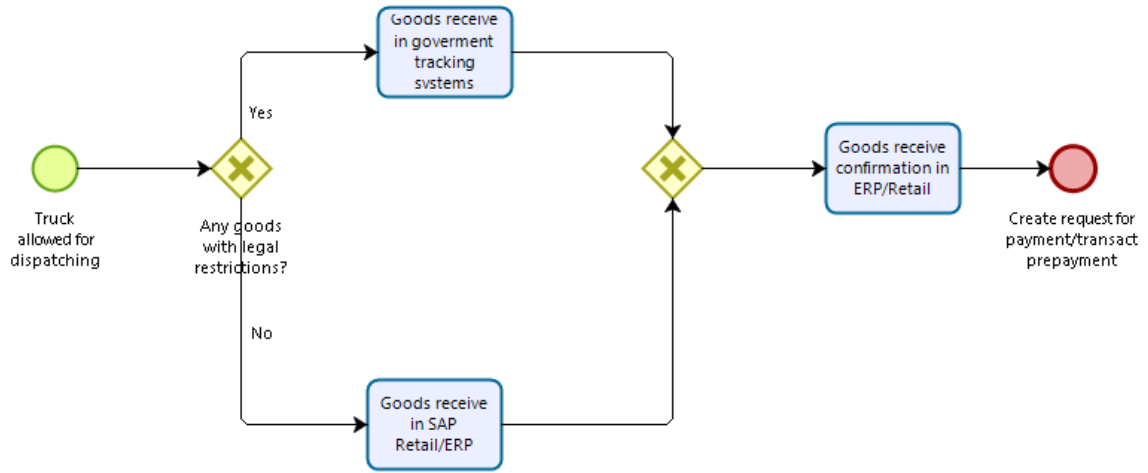 Goods receive
in goverment
tracking
systems
Yes
Goods receive
confirmation in
ERP/Retail
Truck
allowed for
dispatching
Any goods
with legal
restrictions?
Create request for
payment/transact
prepayment
No
Goods receive
in SAP
Retail/ERP